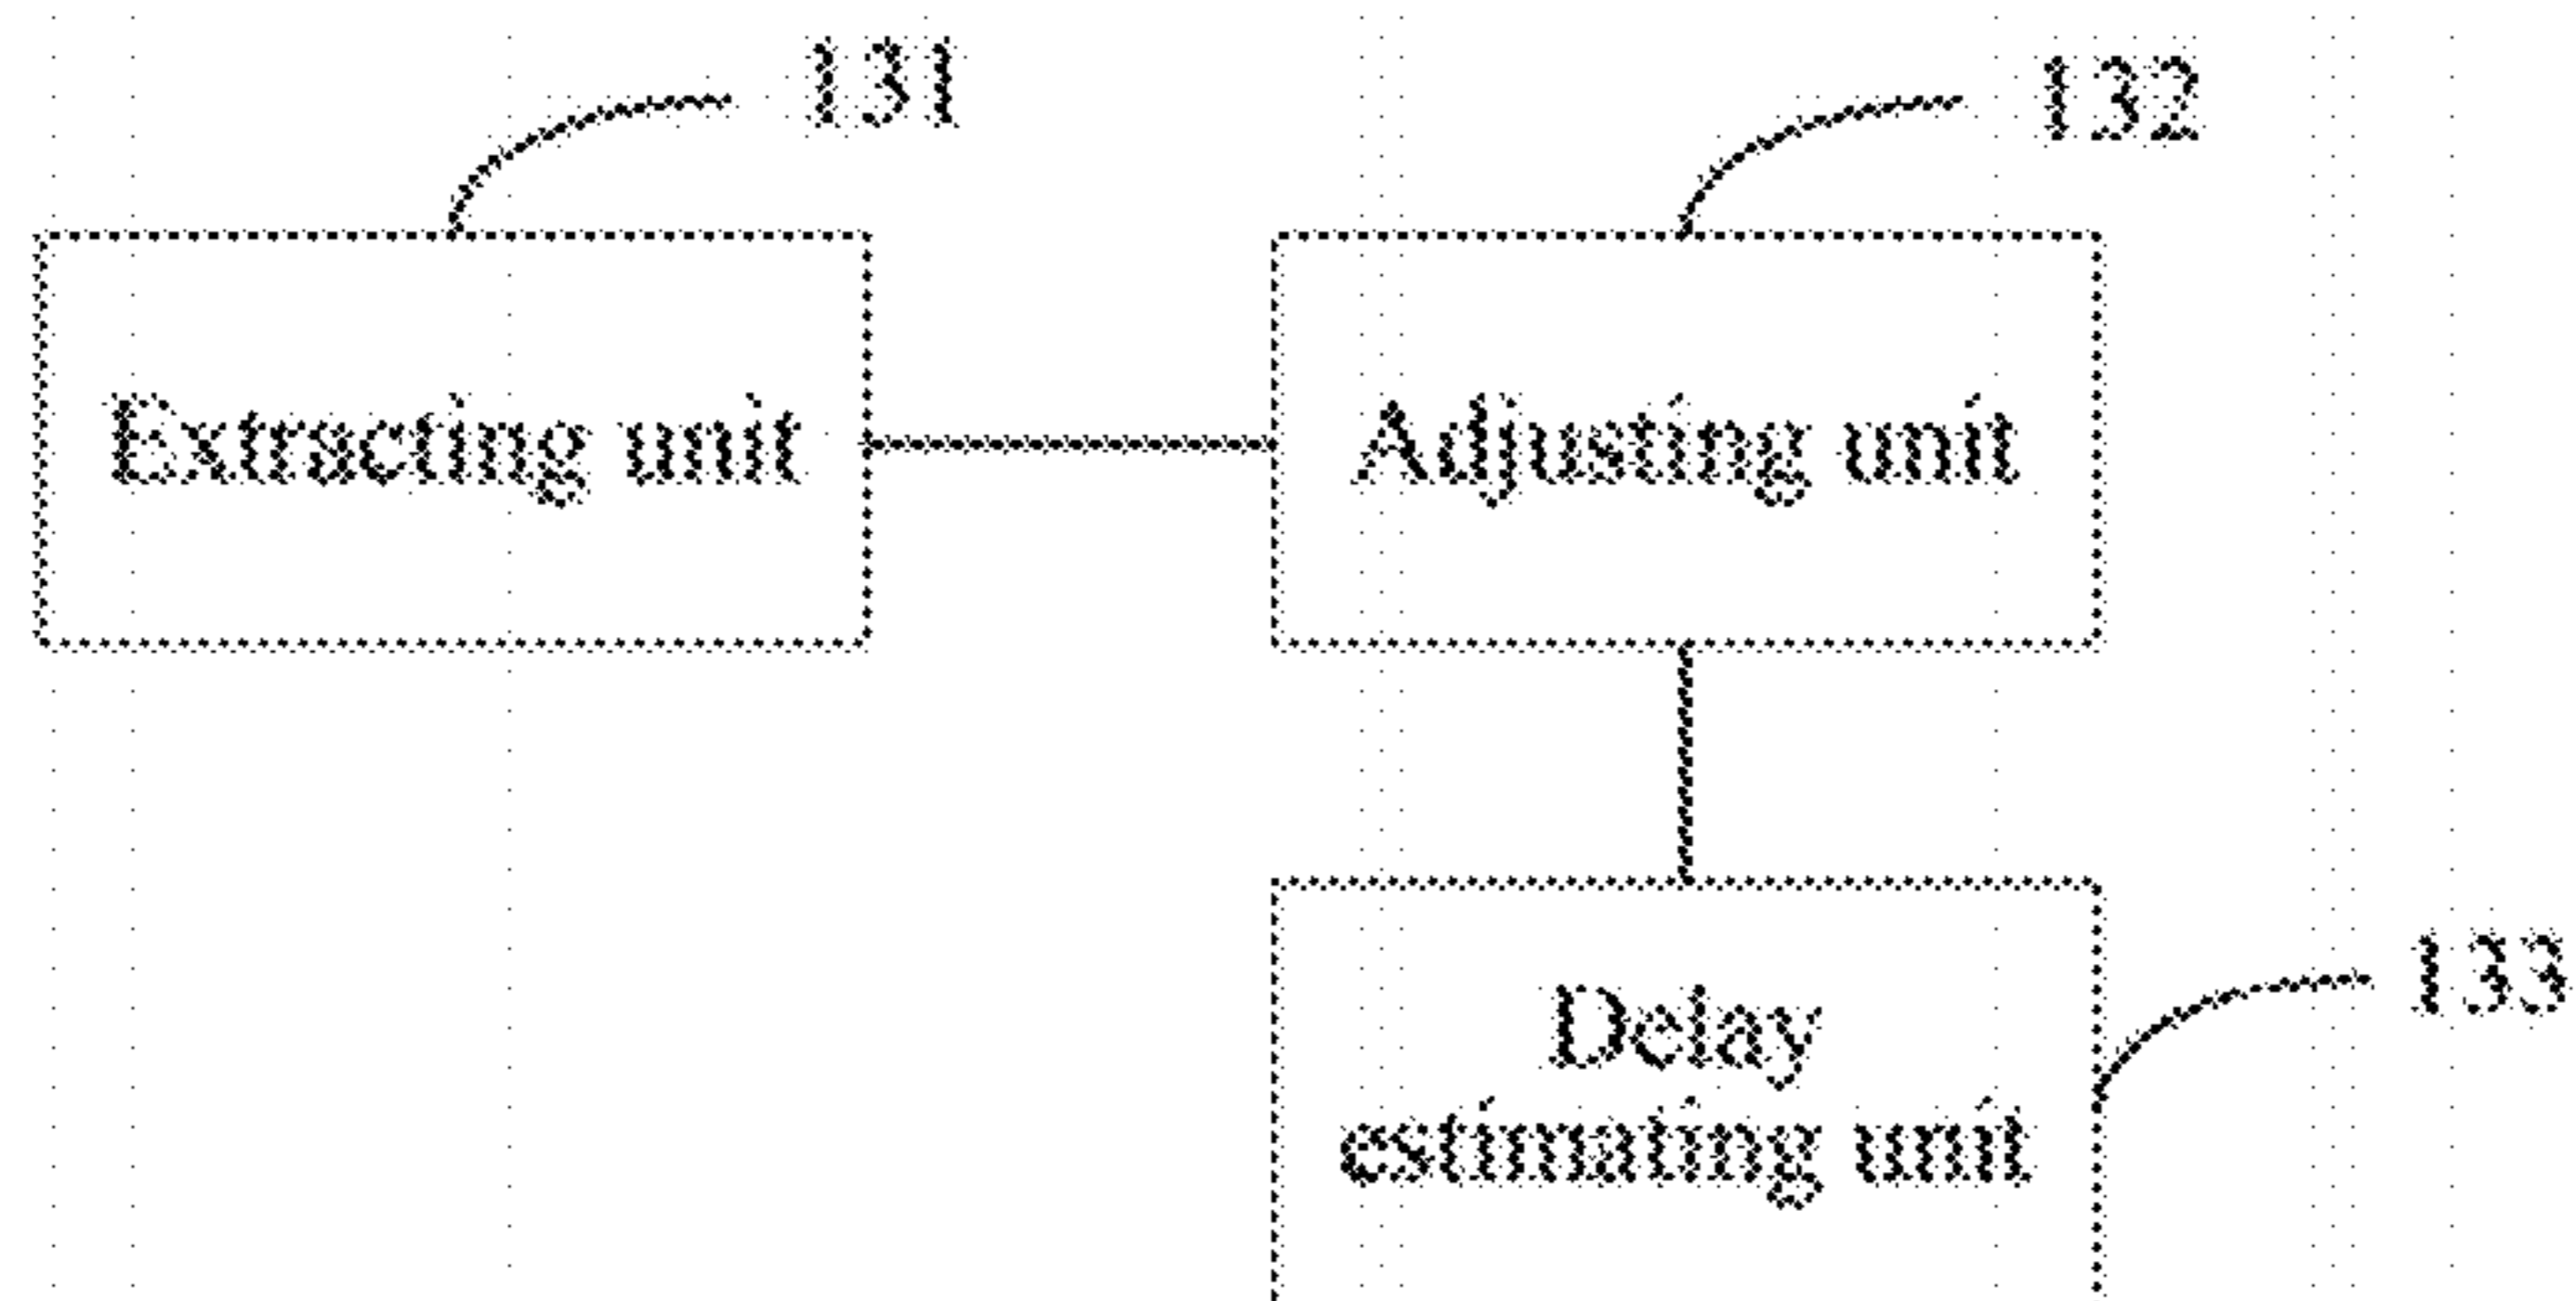 131
132
Extracting unit
Adjusting unit
133
Delay
estimating unit